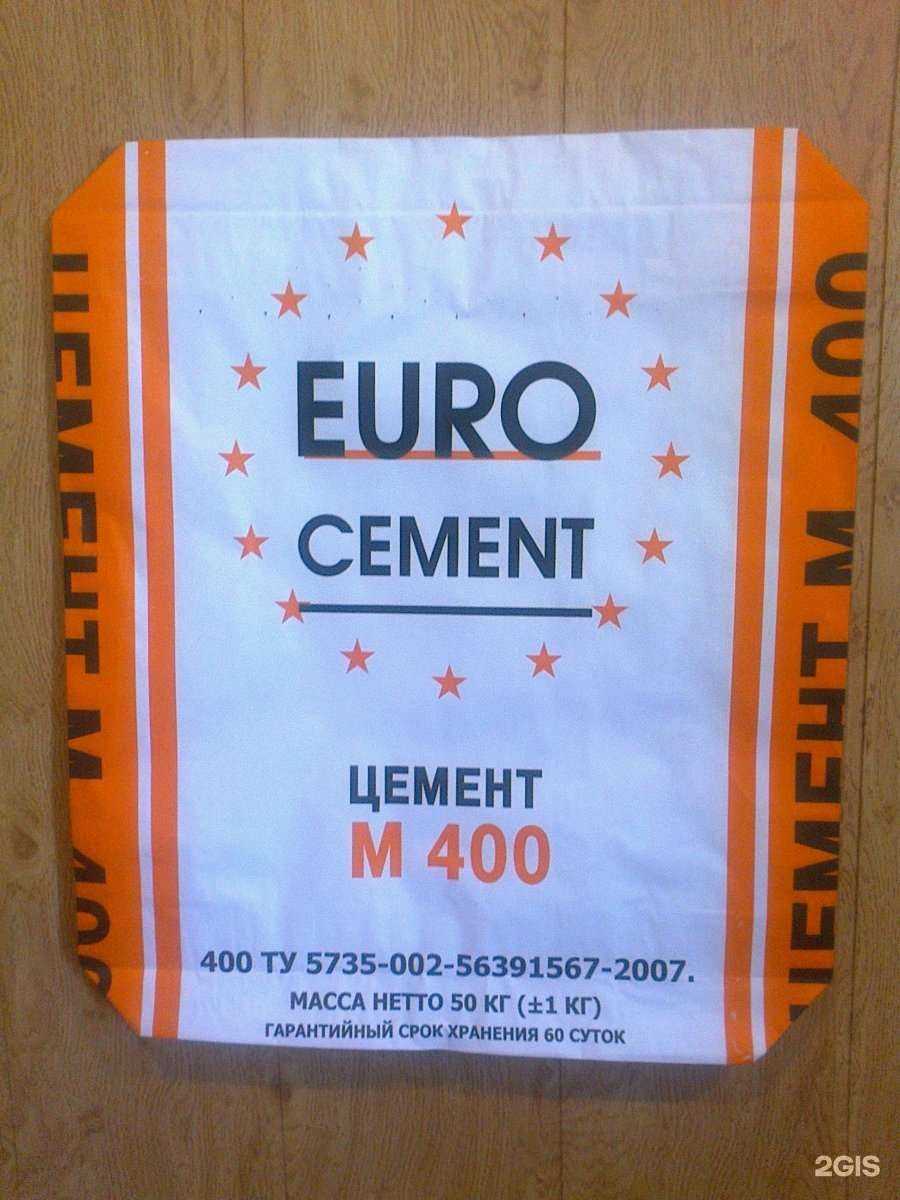 EURO
CEMENT
ЦЕМЕНТ
М 400
400 ТУ 5735-002-56391567-2007.
МАССА НЕТТО 50 КГ (±1 КГ)
ГАРАНТИЙНЫЙ СРОК ХРАНЕНИЯ 60 СУТОК
ЦЕМЕНТ М 400
ЦЕМЕНТ М 400
2GIS